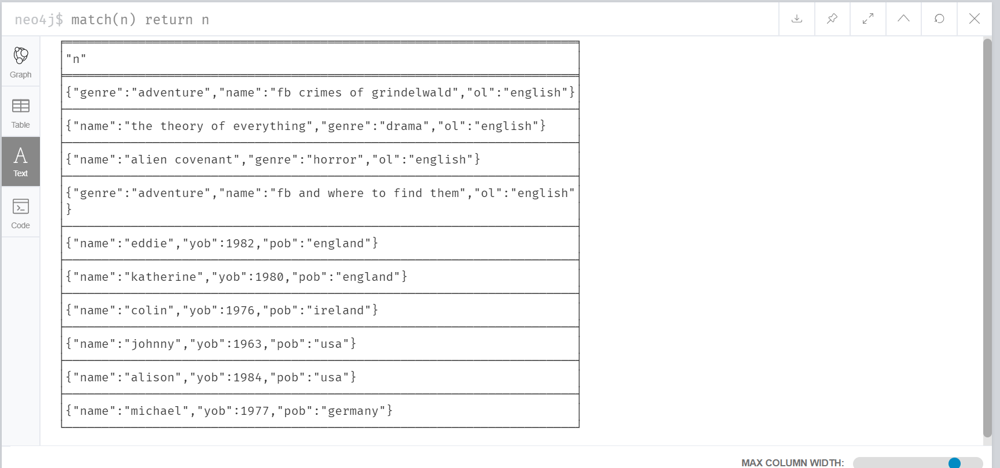 neo4j$ match(n) return n
Graph
Table
Text
Code
"n"
{"genre":"adventure","name":"fb crimes of grindelwald","ol":"english"}
{"name":"the theory of everything","genre":"drama","ol":"english"}
{"name":"alien covenant","genre":"horror","ol":"english"}
{"genre":"adventure","name":"fb and where to find them","ol":"english"
}
{"name":"eddie","yob":1982,"pob":"england"}
{"name":"katherine","yob":1980,"pob":"england"}
{"name":"colin","yob":1976,"pob":"ireland"}
{"name":"johnny","yob":1963,"pob":"usa"}
{"name":"alison","yob":1984,"pob":"usa"}
{"name":"michael","yob":1977,"pob":"germany"}
MAX COLUMN WIDTH: